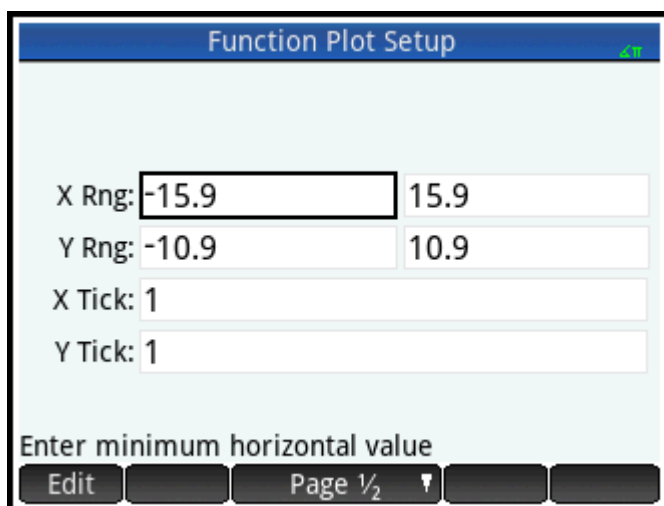 Function Plot Setup ∡π
X Rng: -15.9 15.9
Y Rng: -10.9 10.9
X Tick: 1
Y Tick: 1
Enter minimum horizontal value
Edit Page ½ ▼